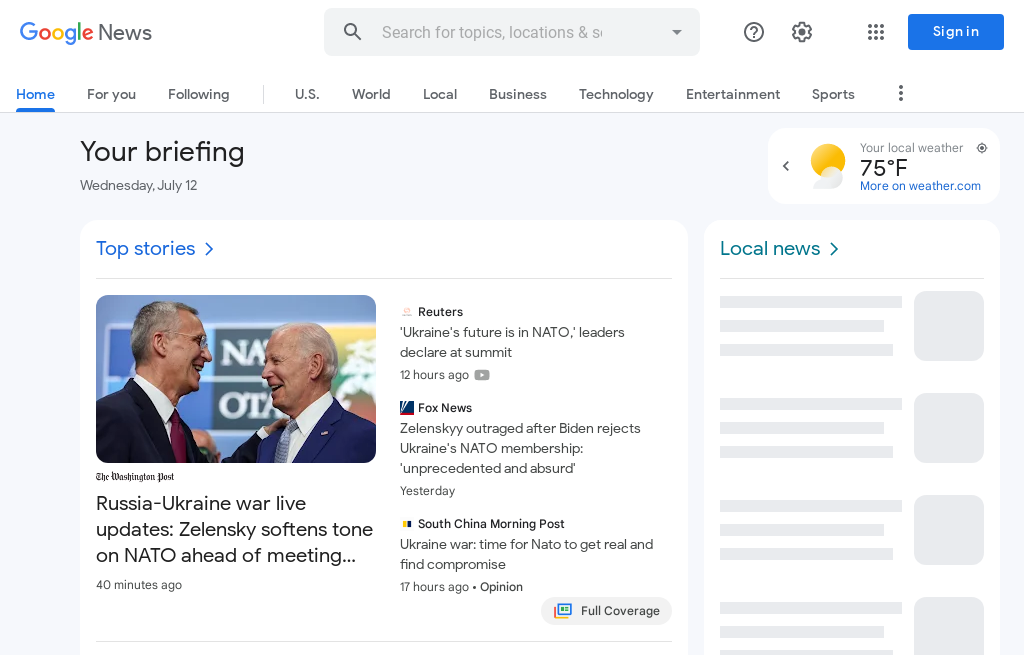 Google News
Search for topics, locations & so
Sign in
Home
For you
Following
U.S.
World
Local
Business
Technology
Entertainment
Sports
Your briefing
Wednesday, July 12
Your local weather
75°F
More on weather.com
Top stories
NAT
OTA
The Washington Post
Russia-Ukraine war live
updates: Zelensky softens tone
on NATO ahead of meeting...
40 minutes ago
Reuters
'Ukraine's future is in NATO,' leaders
declare at summit
12 hours ago
Fox News
Zelenskyy outraged after Biden rejects
Ukraine's NATO membership:
'unprecedented and absurd'
Yesterday
South China Morning Post
Ukraine war: time for Nato to get real and
find compromise
17 hours ago • Opinion
Full Coverage
Local news